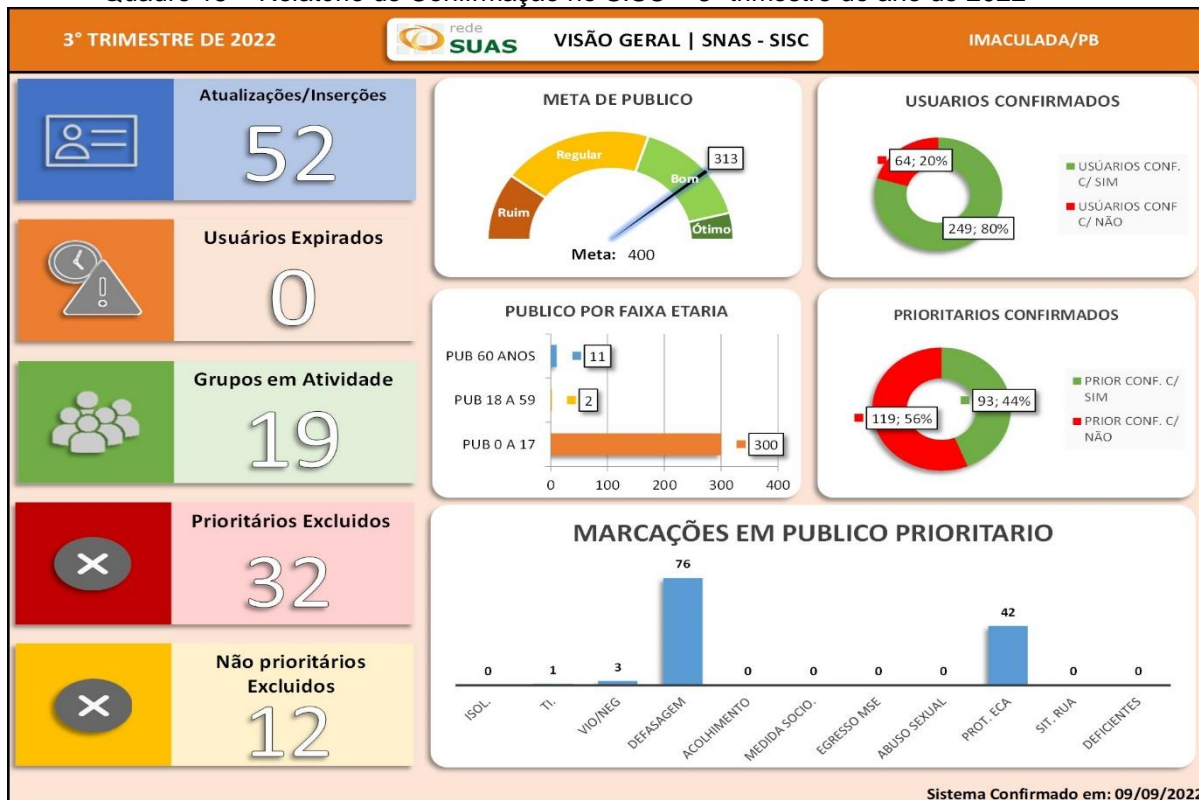 3° TRIMESTRE DE 2022
rede
SUAS
VISÃO GERAL | SNAS - SISC
IMACULADA/PB
Atualizações/Inserções
52
Usuários Expirados
0
Grupos em Atividade
19
Prioritários Excluidos
32
Não prioritários
Excluidos
12
META DE PUBLICO
Ruim
Regular
Bom
Ótimo
313
Meta: 400
USUARIOS CONFIRMADOS
64; 20%
249; 80%
USÚÁRIOS CONF.
C/ SIM
USUÁRIOS CONF
C/ NÃO
PUBLICO POR FAIXA ETARIA
PUB 60 ANOS
11
PUB 18 A 59
2
PUB 0 A 17
300
0 100 200 300 400
PRIORITARIOS CONFIRMADOS
93; 44%
119; 56%
PRIOR CONF. C/
SIM
PRIOR CONF. C/
NÃO
MARCAÇÕES EM PUBLICO PRIORITARIO
0 1 3 76 0 0 0 0 42 0 0
ISOL.
TI.
VIO/NEG
DEFASAGEM
ACOLHIMENTO
MEDIDA SOCIO.
EGRESSO MSE
ABUSO SEXUAL
PROT. ECA
SIT. RUA
DEFICIENTES
Sistema Confirmado em: 09/09/2022